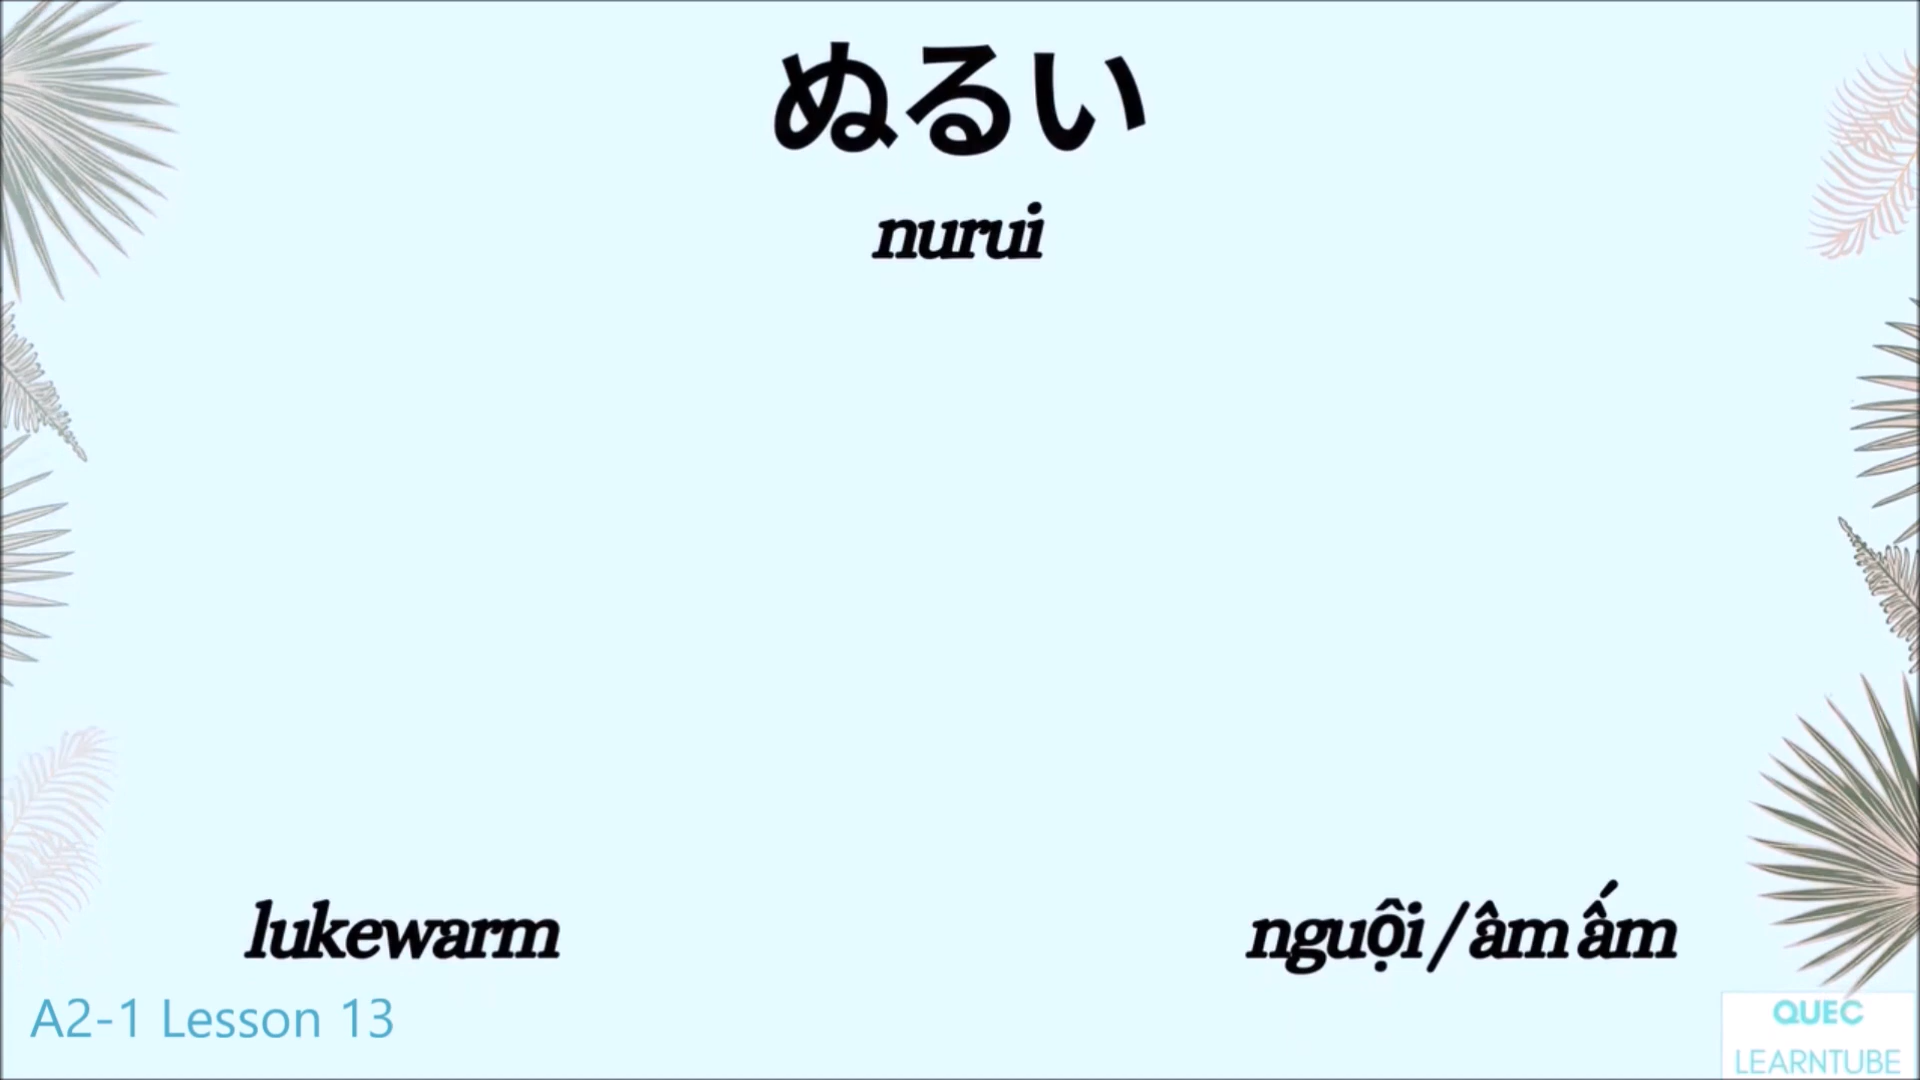 ぬるい
nurui
lukewarm
nguội/âm ấm
A2-1 Lesson 13
QUEC
LEARNTUBE